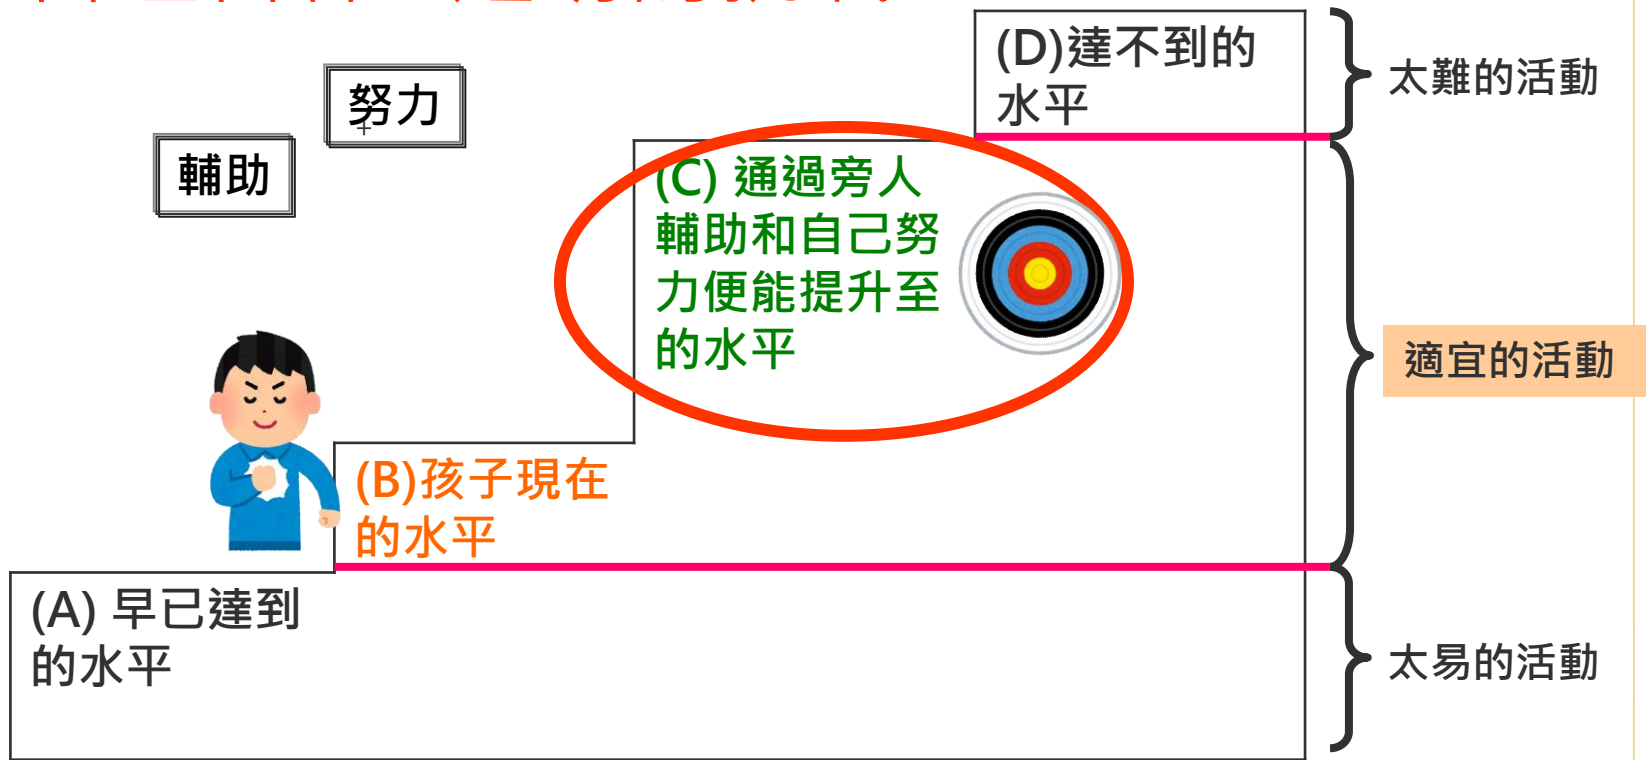 (D)達不到的
水平
太難的活動
努力
+
輔助
(C) 通過旁人
輔助和自己努
力便能提升至
的水平
適宜的活動
(B)孩子現在
的水平
(A) 早已達到
的水平
太易的活動